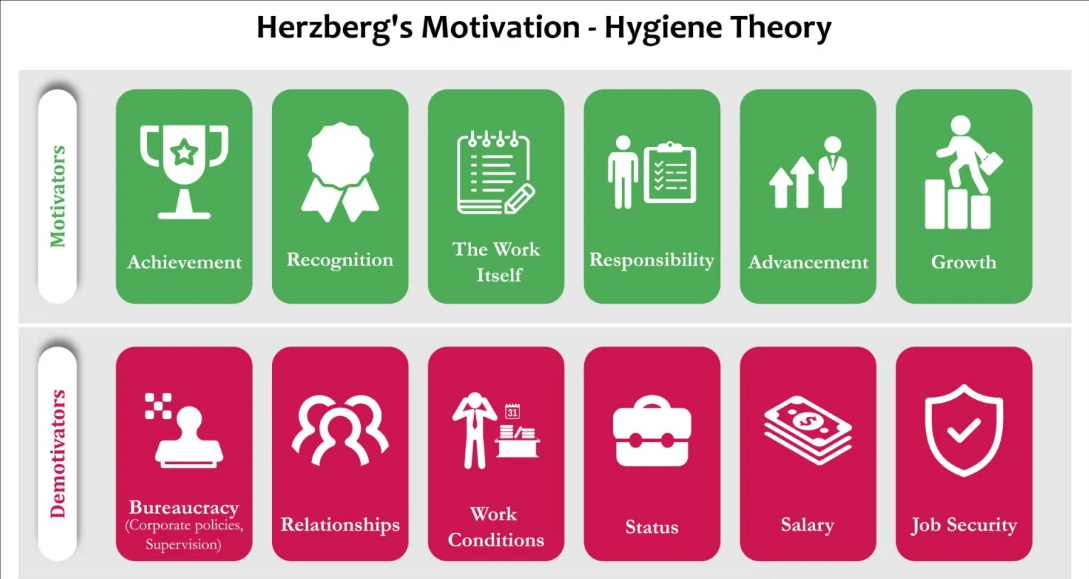 Herzberg's Motivation - Hygiene Theory
Motivators
Achievement
Recognition
The Work
Itself
Responsibility
Advancement
Growth
Demotivators
Bureaucracy
(Corporate policies,
Supervision)
Relationships
Work
Conditions
31
Status
Salary
$
Job Security